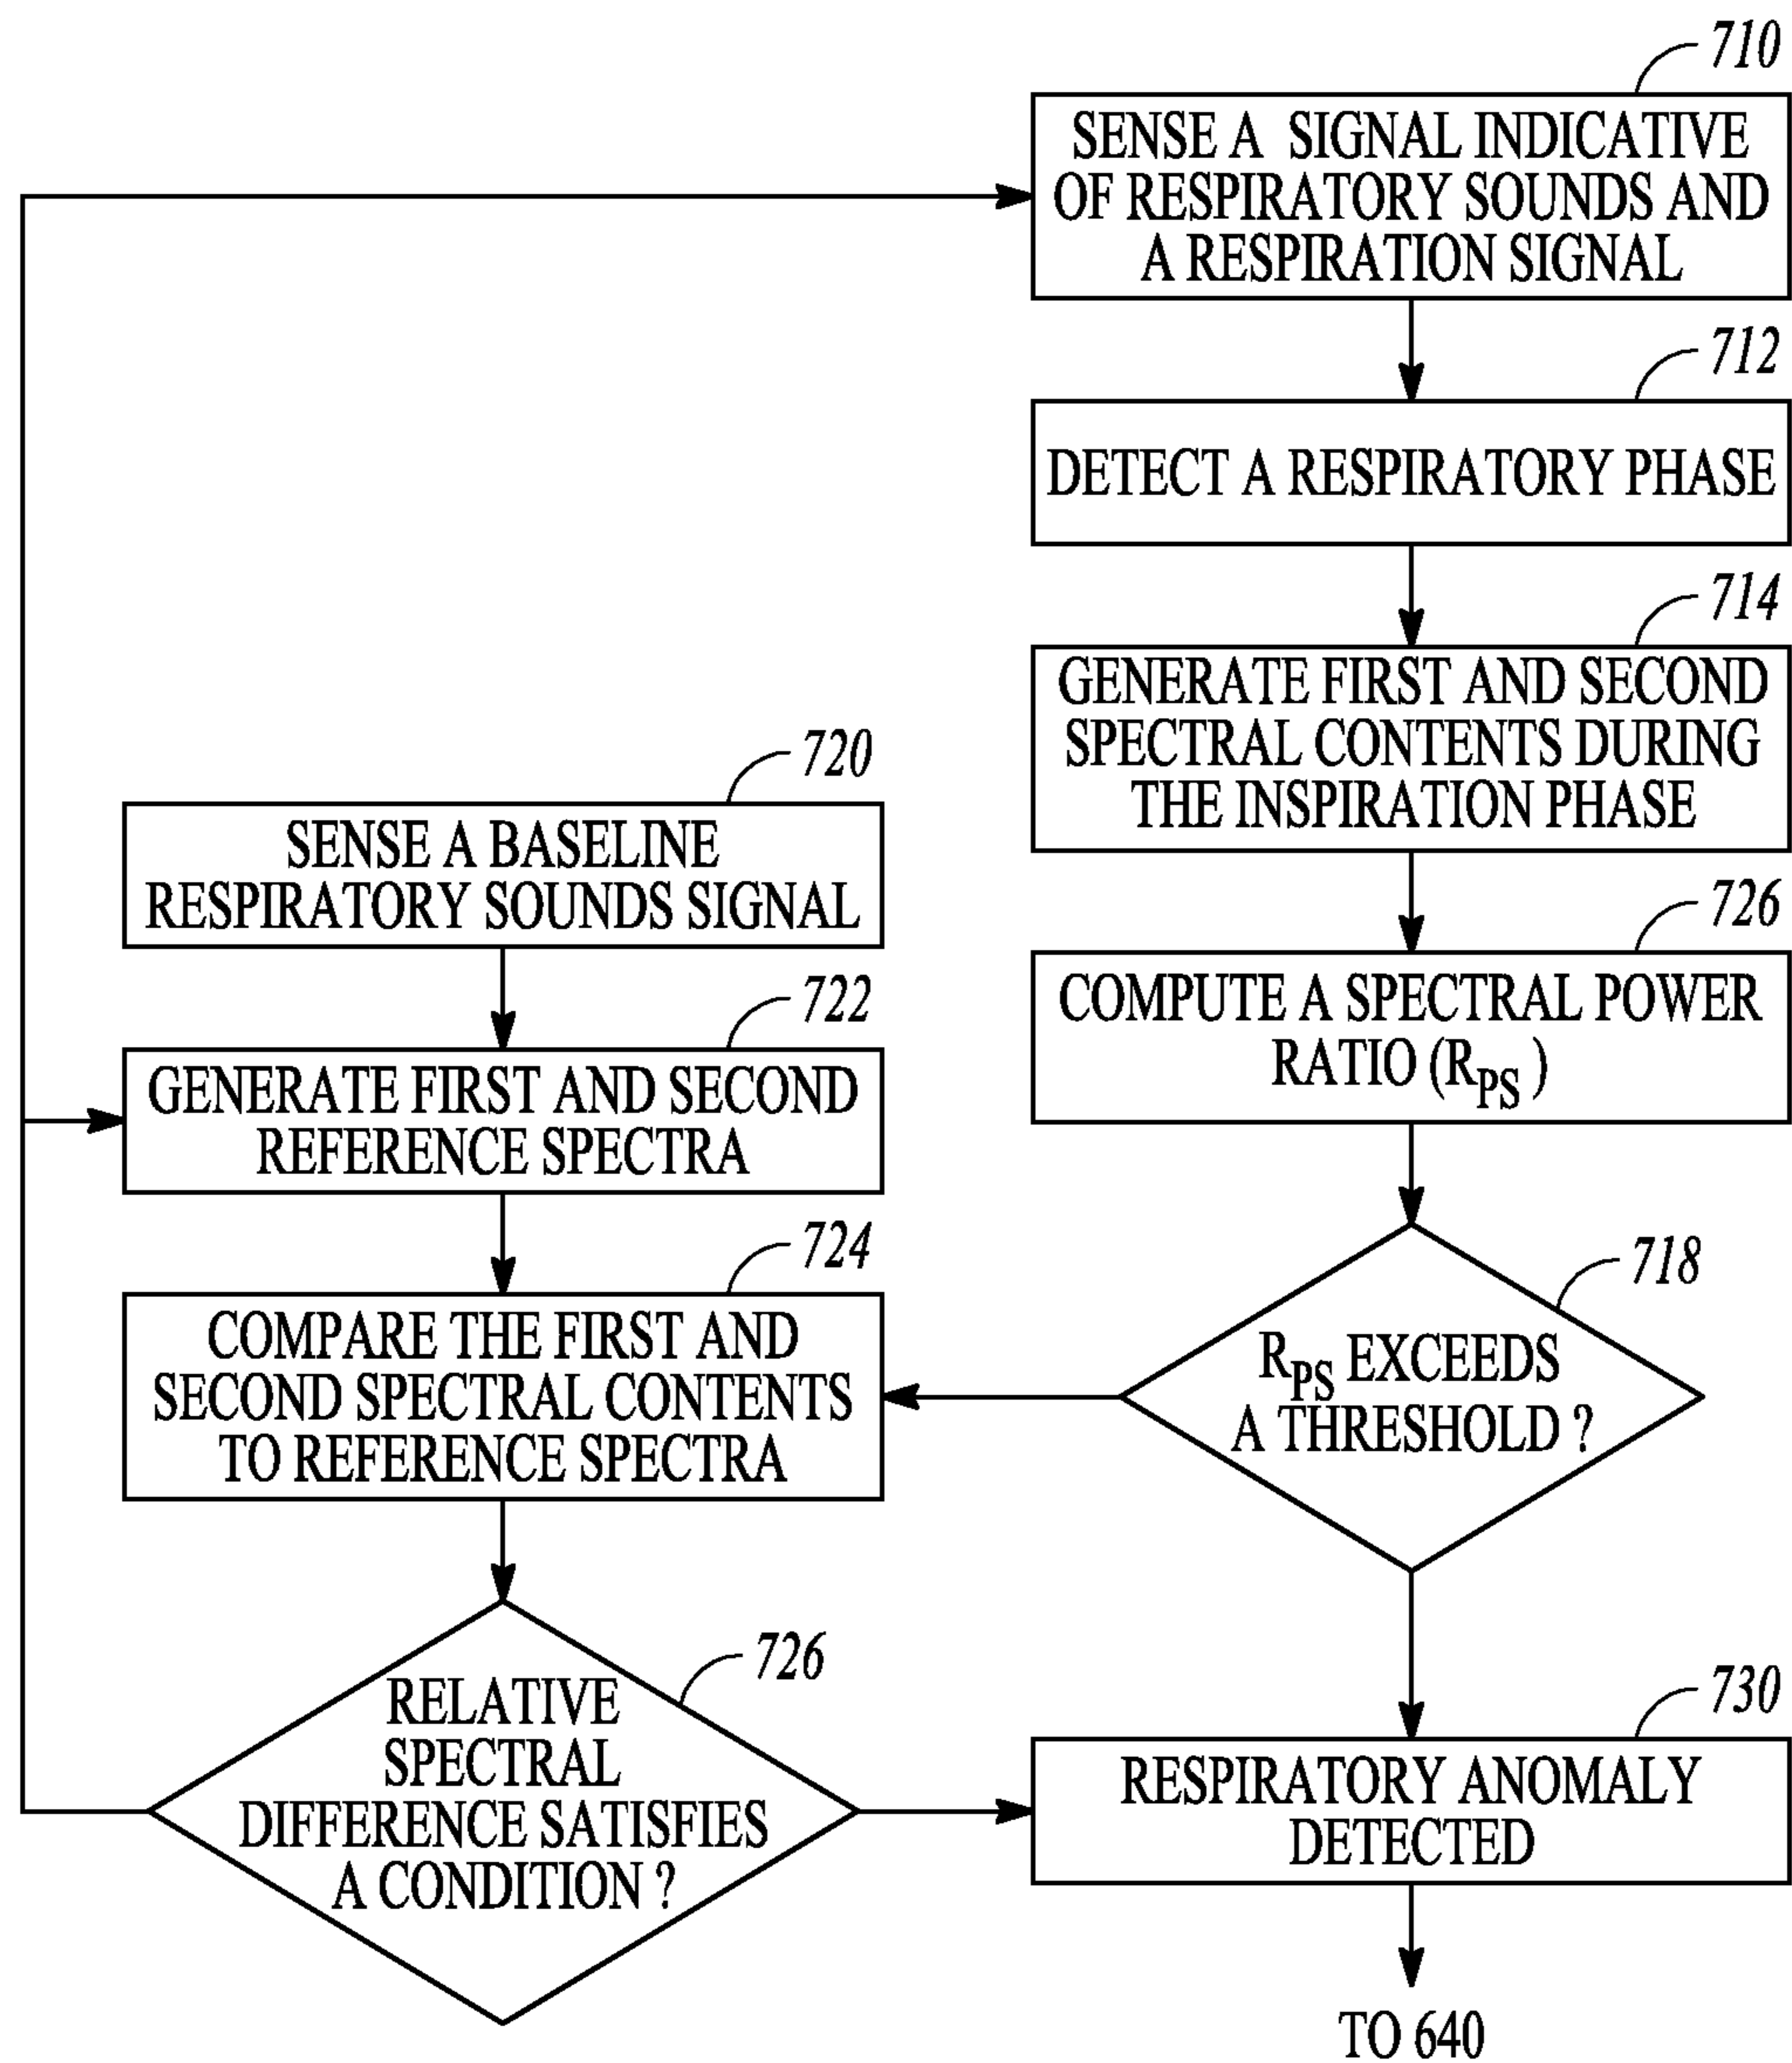 710
SENSE A SIGNAL INDICATIVE
OF RESPIRATORY SOUNDS AND
A RESPIRATION SIGNAL
712
DETECT A RESPIRATORY PHASE
714
GENERATE FIRST AND SECOND
SPECTRAL CONTENTS DURING
THE INSPIRATION PHASE
726
COMPUTE A SPECTRAL POWER
RATIO (RPS )
718
RPS EXCEEDS
A THRESHOLD ?
720
SENSE A BASELINE
RESPIRATORY SOUNDS SIGNAL
722
GENERATE FIRST AND SECOND
REFERENCE SPECTRA
724
COMPARE THE FIRST AND
SECOND SPECTRAL CONTENTS
TO REFERENCE SPECTRA
726
RELATIVE
SPECTRAL
DIFFERENCE SATISFIES
A CONDITION ?
730
RESPIRATORY ANOMALY
DETECTED
TO 640